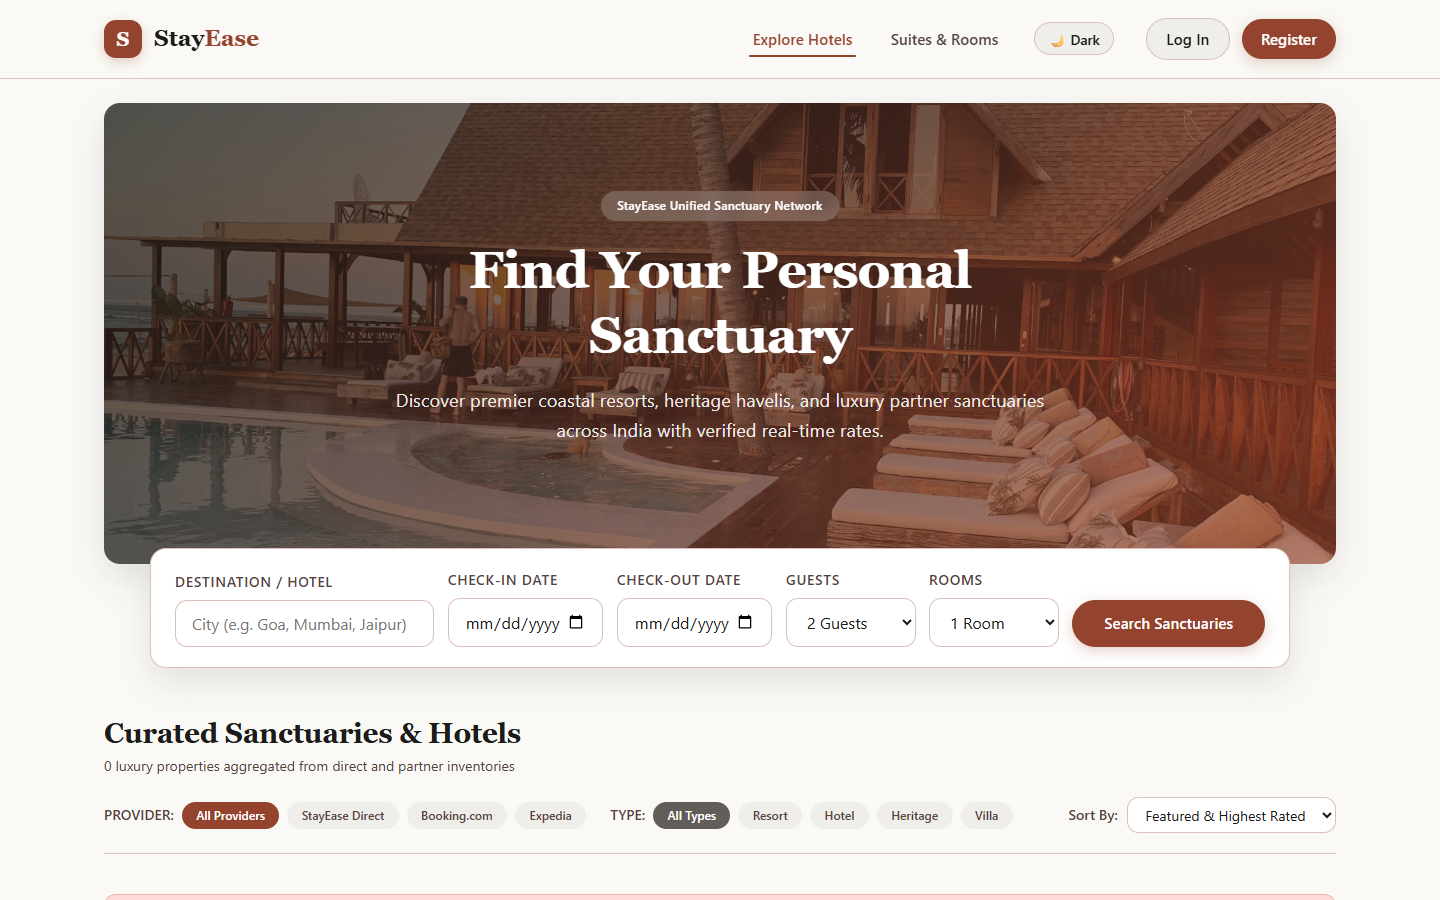 S StayEase
Explore Hotels
Suites & Rooms
🌙 Dark
Log In
Register
StayEase Unified Sanctuary Network
Find Your Personal
Sanctuary
Discover premier coastal resorts, heritage havelis, and luxury partner sanctuaries
across India with verified real-time rates.
DESTINATION / HOTEL
City (e.g. Goa, Mumbai, Jaipur)
CHECK-IN DATE
mm/dd/yyyy
CHECK-OUT DATE
mm/dd/yyyy
GUESTS
2 Guests
ROOMS
1 Room
Search Sanctuaries
Curated Sanctuaries & Hotels
0 luxury properties aggregated from direct and partner inventories
PROVIDER: All Providers StayEase Direct Booking.com Expedia TYPE: All Types Resort Hotel Heritage Villa Sort By: Featured & Highest Rated